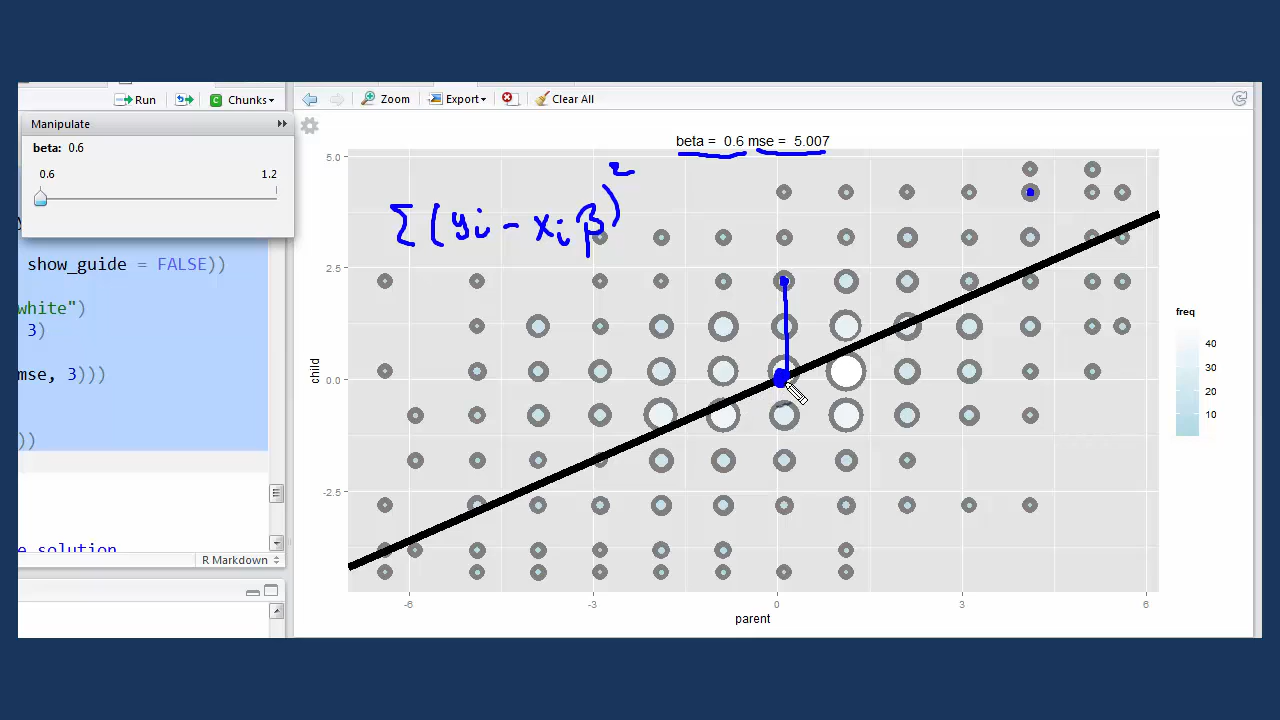 Run Chunks
Zoom Export Clear All
Manipulate
beta: 0.6
0.6 1.2
show_guide = FALSE))
white")
3)
mse, 3)))
))
e solution
R Markdown
beta = 0.6 mse = 5.007
Σ(yi - xiβ)²
5.0
2.5
0.0
-2.5
child
-6 -3 0 3 6
parent
freq
40
30
20
10